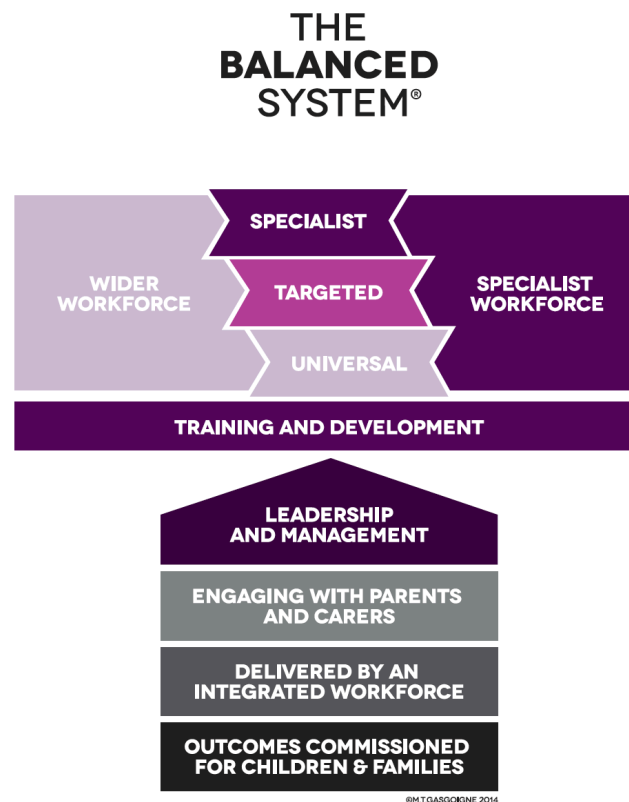 THE
BALANCED
SYSTEM®
SPECIALIST
WIDER
WORKFORCE
TARGETED
SPECIALIST
WORKFORCE
UNIVERSAL
TRAINING AND DEVELOPMENT
LEADERSHIP
AND MANAGEMENT
ENGAGING WITH PARENTS
AND CARERS
DELIVERED BY AN
INTEGRATED WORKFORCE
OUTCOMES COMMISSIONED
FOR CHILDREN & FAMILIES
©M T GASGOIGNE 2014